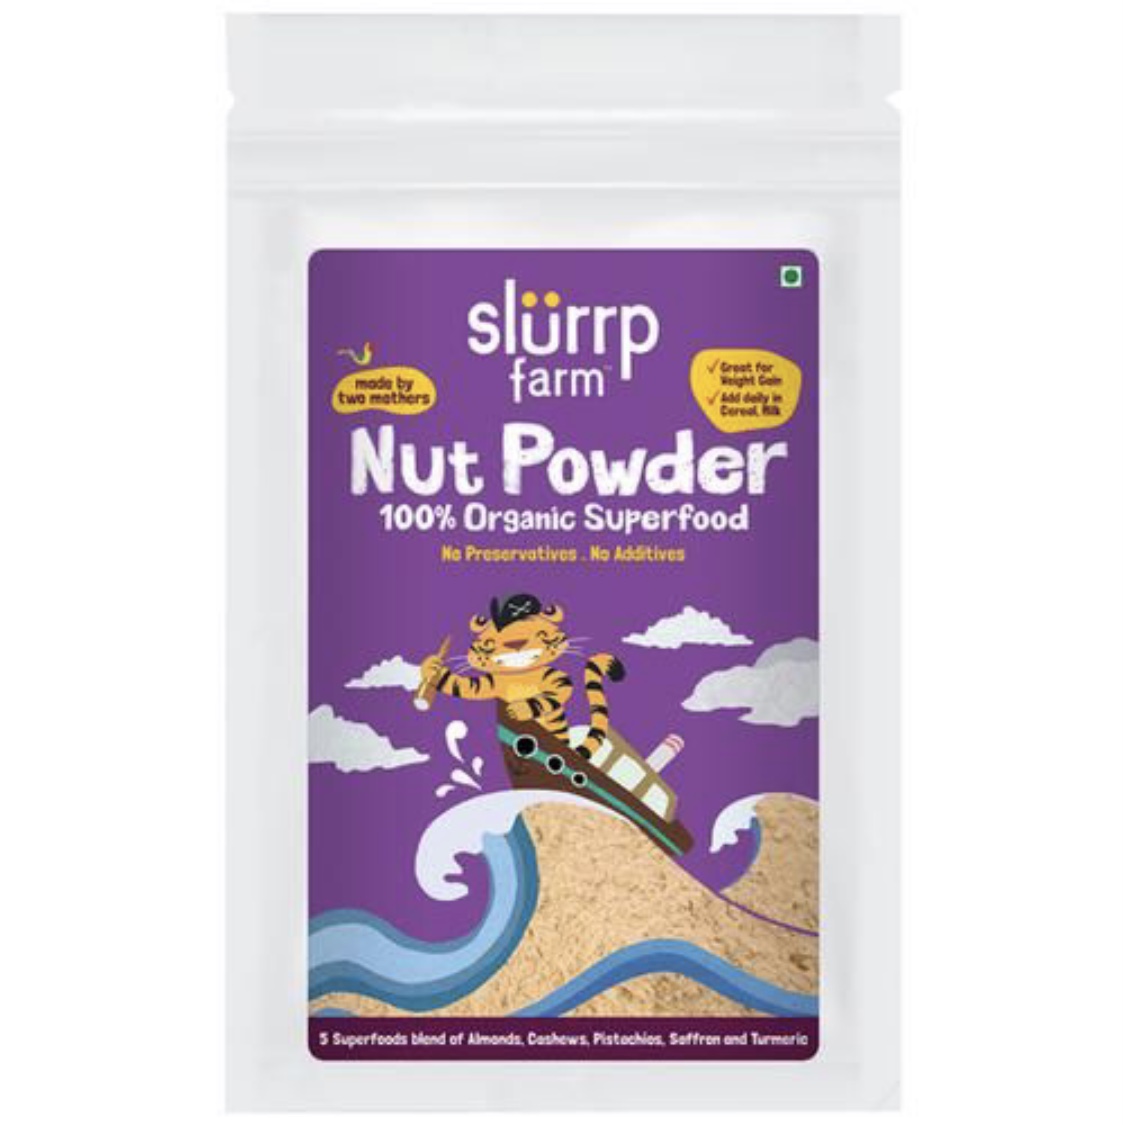 slürrp
farm™
made by
two mothers
✓ Great for
Weight Gain
✓ Add daily in
Cereal, Milk
Nut Powder
100% Organic Superfood
No Preservatives . No Additives
5 Superfoods blend of Almonds, Cashews, Pistachios, Saffron and Turmeric